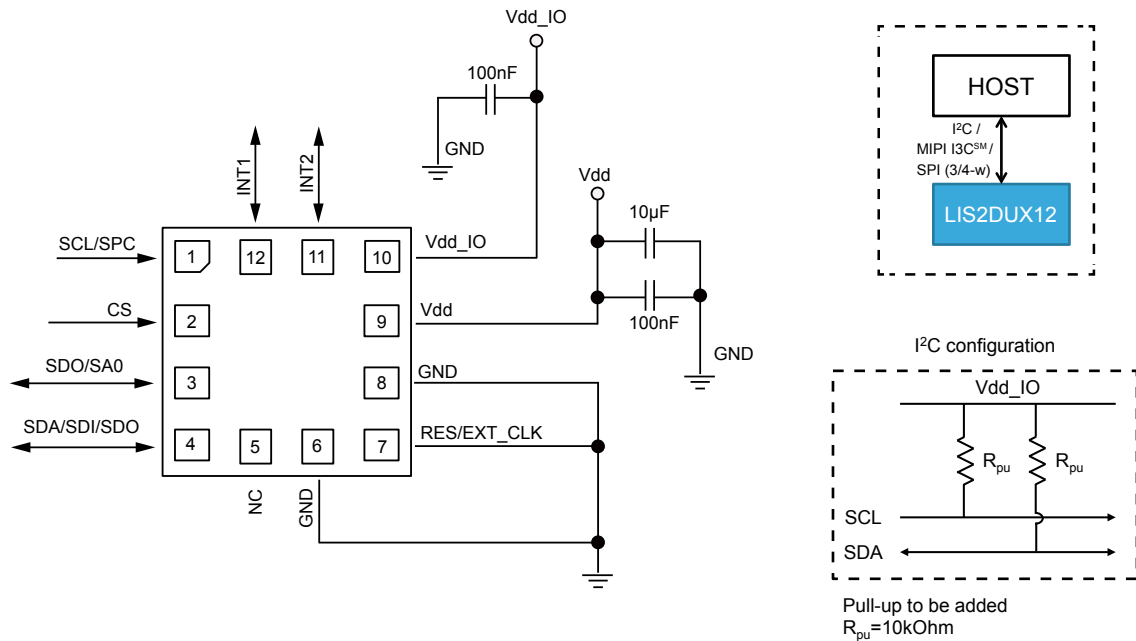 Vdd_IO
100nF
GND
Vdd
10µF
100nF
GND
INT1
INT2
SCL/SPC
1
12
11
10
Vdd_IO
CS
2
9
Vdd
SDO/SA0
3
8
GND
SDA/SDI/SDO
4
5
6
7
RES/EXT_CLK
NC
GND
HOST
I²C /
MIPI I3C℠ /
SPI (3/4-w)
LIS2DUX12
I²C configuration
Vdd_IO
Rpu
Rpu
SCL
SDA
Pull-up to be added
Rpu=10kOhm